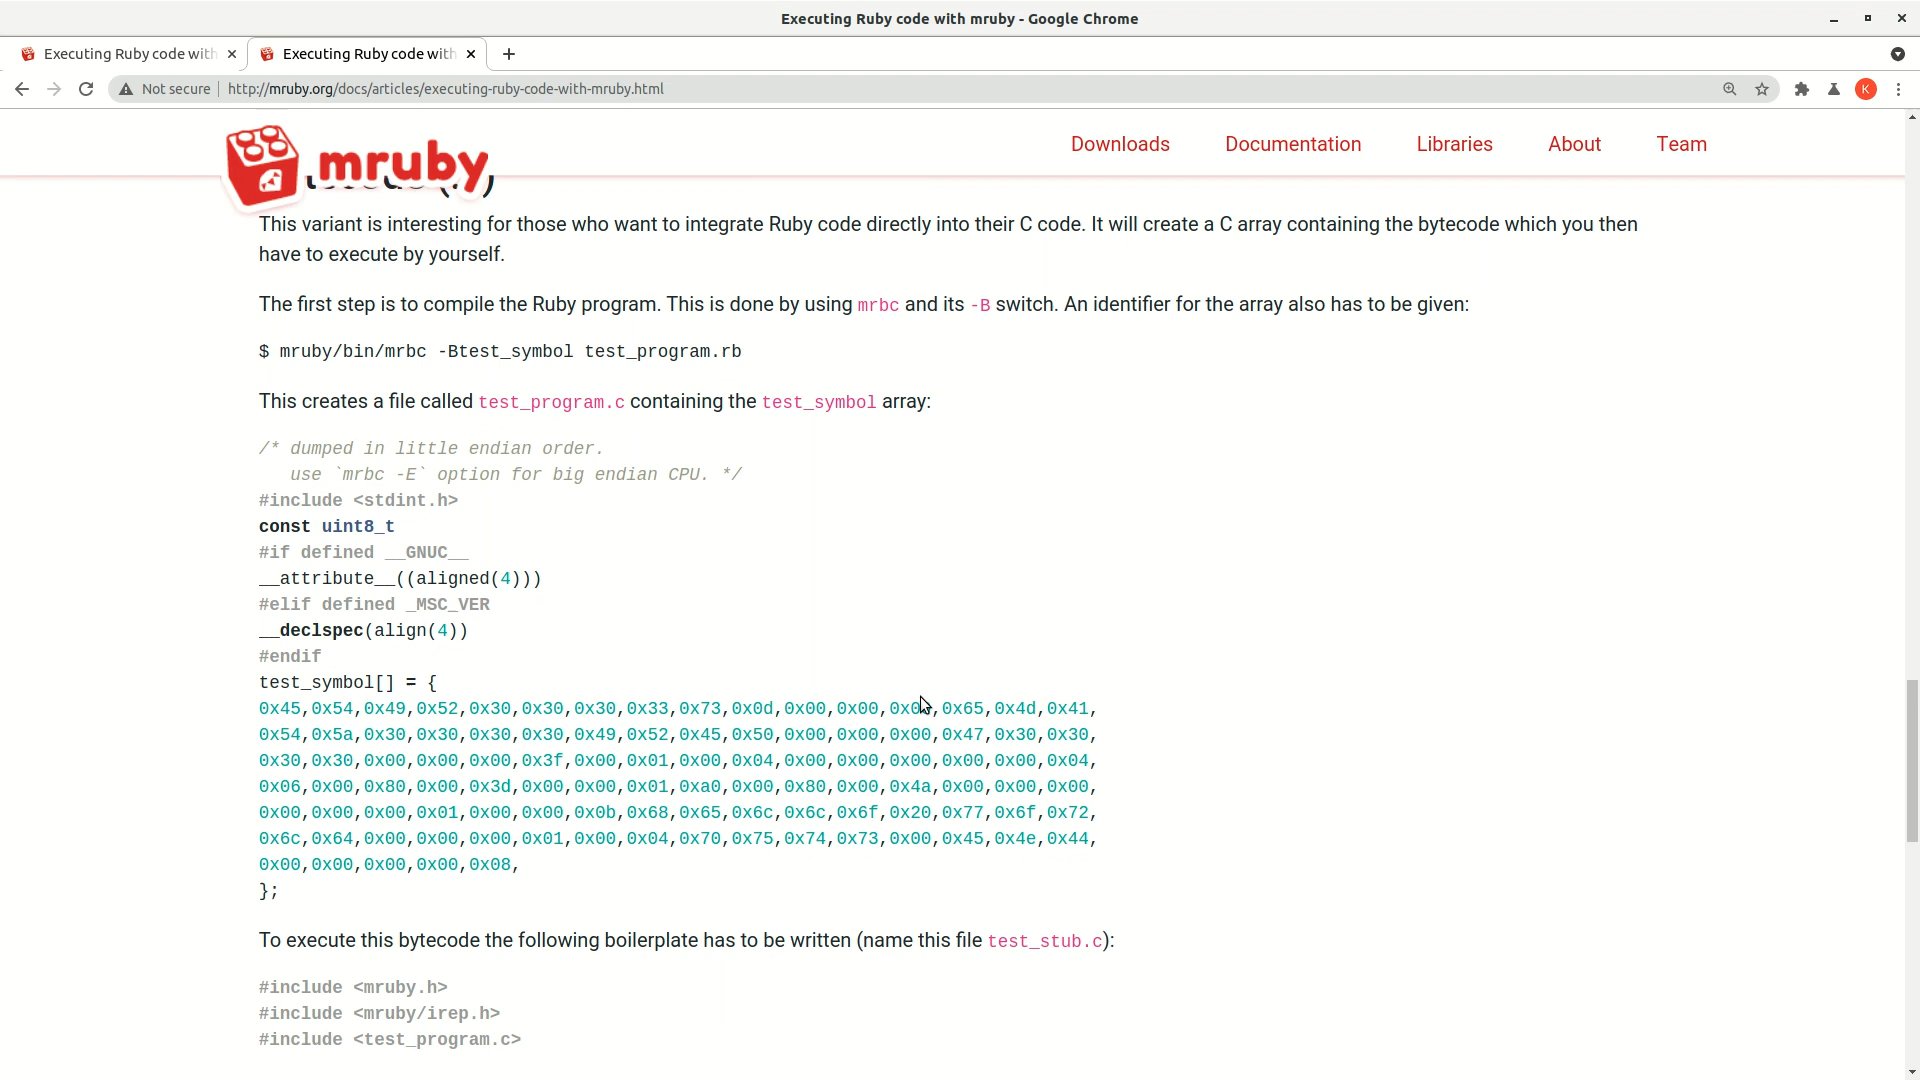 Executing Ruby code with mruby - Google Chrome
Executing Ruby code with
Executing Ruby code with
Not secure
http://mruby.org/docs/articles/executing-ruby-code-with-mruby.html
K
mruby
Downloads
Documentation
Libraries
About
Team
This variant is interesting for those who want to integrate Ruby code directly into their C code. It will create a C array containing the bytecode which you then
have to execute by yourself.
The first step is to compile the Ruby program. This is done by using mrbc and its -B switch. An identifier for the array also has to be given:
$ mruby/bin/mrbc -Btest_symbol test_program.rb
This creates a file called test_program.c containing the test_symbol array:
/* dumped in little endian order.
use `mrbc -E` option for big endian CPU. */
#include <stdint.h>
const uint8_t
#if defined __GNUC__
__attribute__((aligned(4)))
#elif defined _MSC_VER
__declspec(align(4))
#endif
test_symbol[] = {
0x45,0x54,0x49,0x52,0x30,0x30,0x30,0x33,0x73,0x0d,0x00,0x00,0x0 ,0x65,0x4d,0x41,
0x54,0x5a,0x30,0x30,0x30,0x30,0x49,0x52,0x45,0x50,0x00,0x00,0x00,0x47,0x30,0x30,
0x30,0x30,0x00,0x00,0x00,0x3f,0x00,0x01,0x00,0x04,0x00,0x00,0x00,0x00,0x00,0x04,
0x06,0x00,0x80,0x00,0x3d,0x00,0x00,0x01,0xa0,0x00,0x80,0x00,0x4a,0x00,0x00,0x00,
0x00,0x00,0x00,0x01,0x00,0x00,0x0b,0x68,0x65,0x6c,0x6c,0x6f,0x20,0x77,0x6f,0x72,
0x6c,0x64,0x00,0x00,0x00,0x01,0x00,0x04,0x70,0x75,0x74,0x73,0x00,0x45,0x4e,0x44,
0x00,0x00,0x00,0x00,0x08,
};
To execute this bytecode the following boilerplate has to be written (name this file test_stub.c):
#include <mruby.h>
#include <mruby/irep.h>
#include <test_program.c>